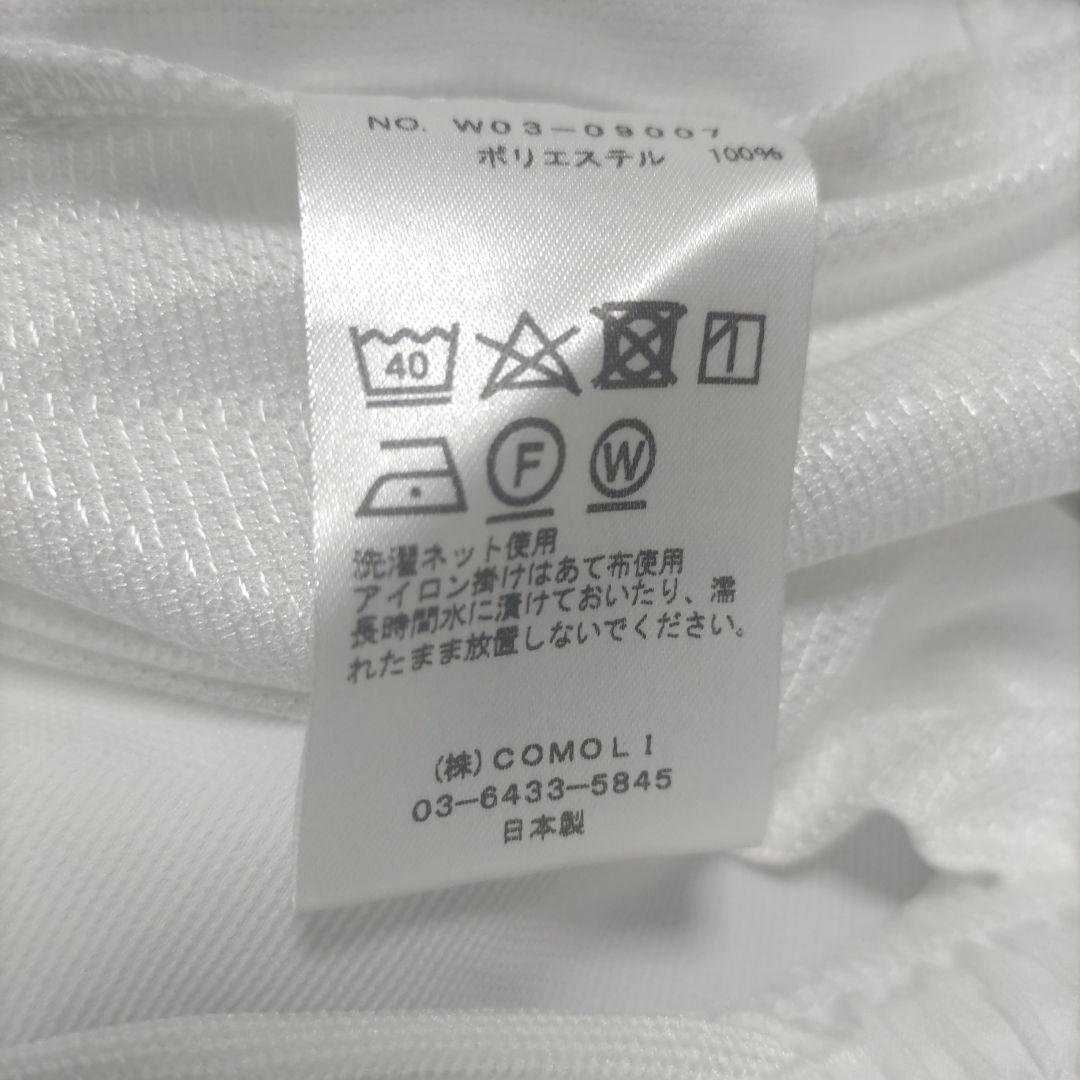 NO. W03-09007
ポリエステル 100%
40
F
W
洗濯ネット使用
アイロン掛けはあて布使用
長時間水に漬けておいたり、濡
れたまま放置しないでください。
(株)COMOLI
03-6433-5845
日本製